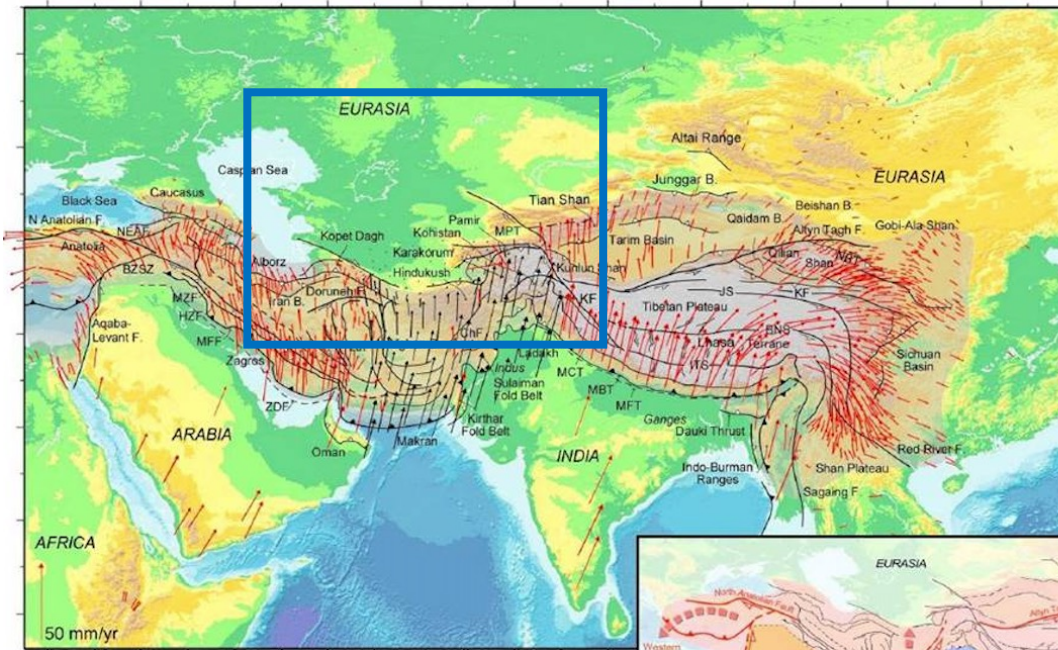 EURASIA
Altai Range
Caspian Sea
EURASIA
Junggar B.
Black Sea
Caucasus
Tian Shan
Beishan B.
N Anatolian F.
Pamir
Qaidam B.
Gobi-Ala Shan
NEAF
Kopet Dagh
Kohistan
MPT
Altyn Tagh F.
Anatolia
Karakorum
Tarim Basin
Qilian
Shan
Alborz
Hindukush
Kunlun Shan
BZSZ
Doruneh F.
JS
KF
MZF
Iran B.
KF
Tibetan Plateau
HZF
Aqaba-
Levant F.
ChF
BNS
MFF
Lhasa
Terrane
Zagros
Ladakh
ITS
Sichuan
Basin
Indus
MCT
Sulaiman
Fold Belt
MBT
ZDF
MFT
Kirthar
Fold Belt
Ganges
ARABIA
Makran
Dauki Thrust
Oman
INDIA
Red River F.
Indo-Burman
Ranges
Shan Plateau
Sagaing F.
AFRICA
50 mm/yr
EURASIA
North Anatolian Fault
Western